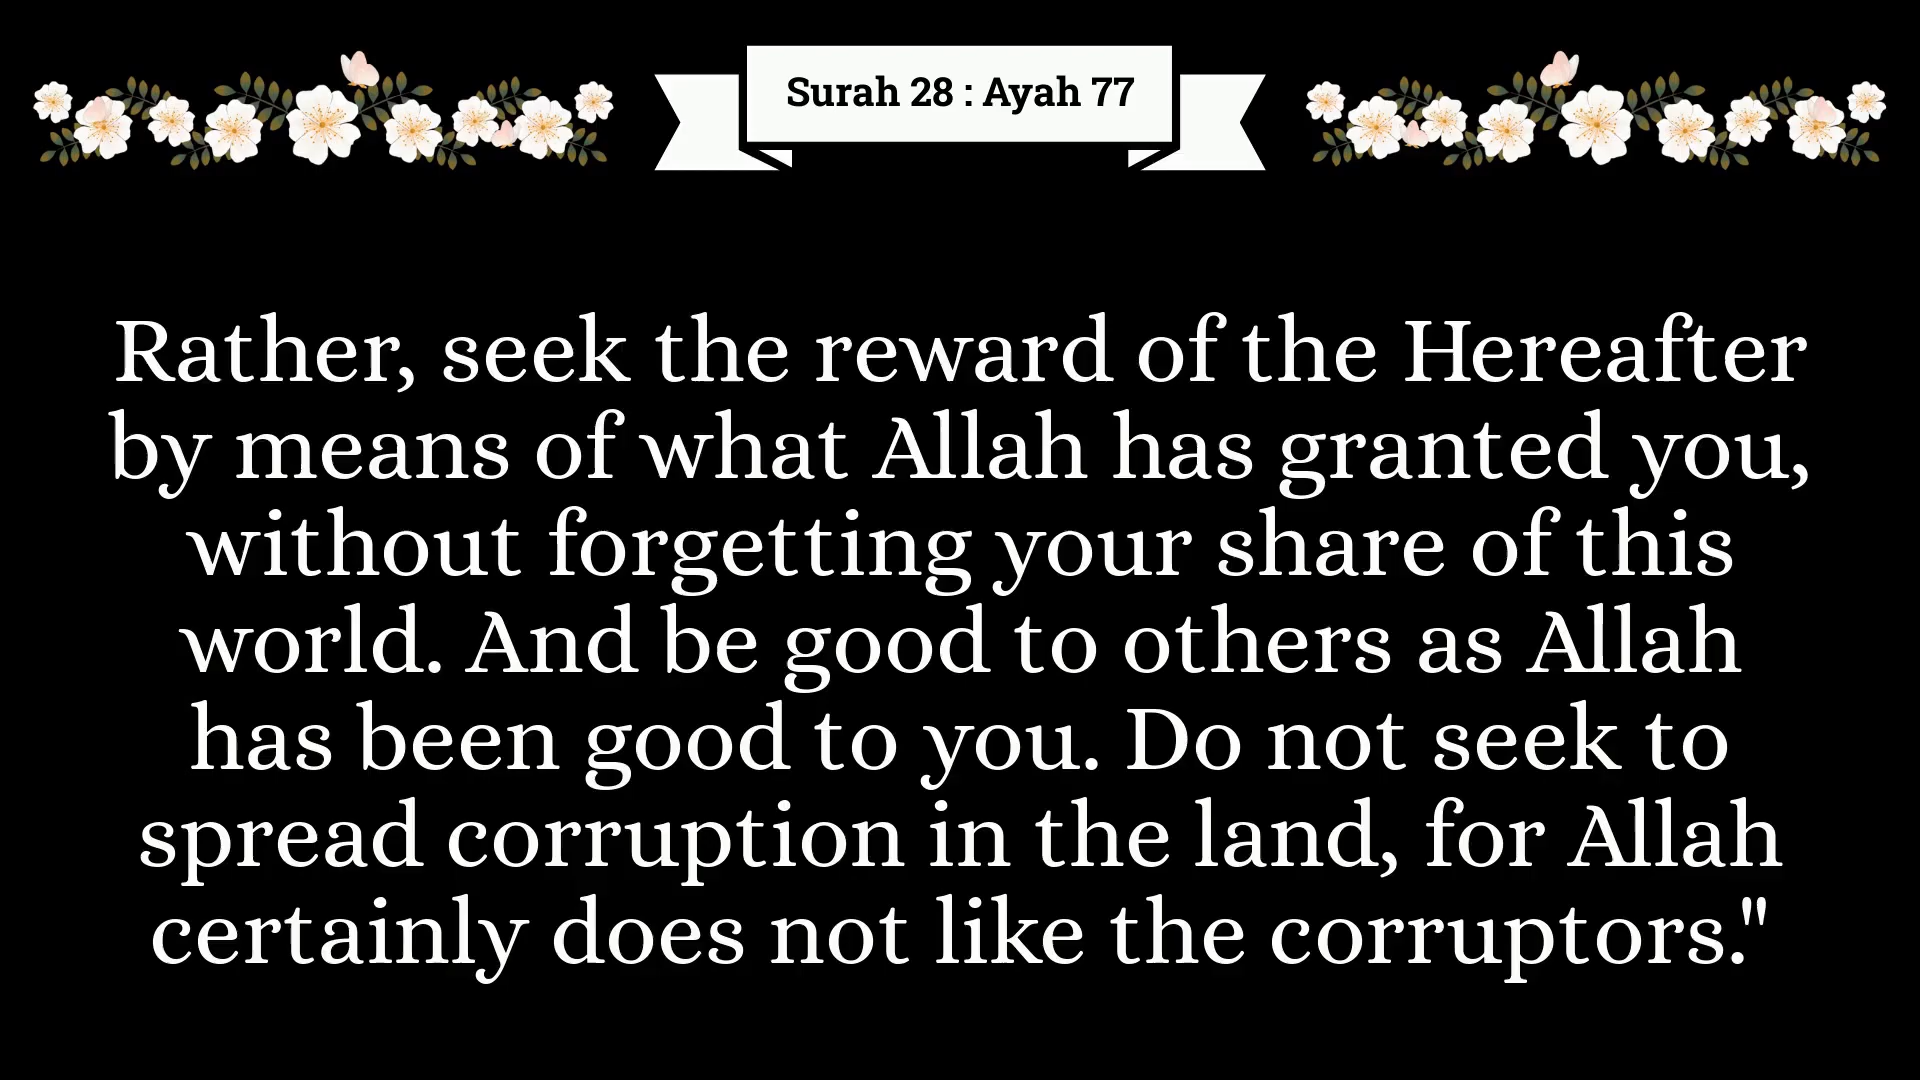 Surah 28 : Ayah 77
Rather, seek the reward of the Hereafter
by means of what Allah has granted you,
without forgetting your share of this
world. And be good to others as Allah
has been good to you. Do not seek to
spread corruption in the land, for Allah
certainly does not like the corruptors."